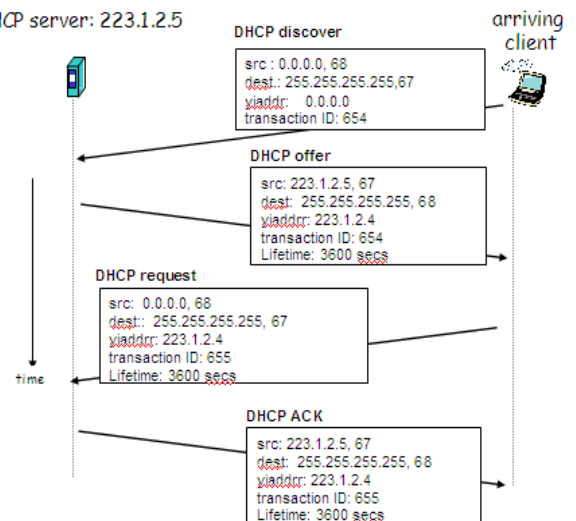 CP server: 223.1.2.5
arriving
client
DHCP discover
src : 0.0.0.0, 68
dest.: 255.255.255.255,67
yiaddr: 0.0.0.0
transaction ID: 654
DHCP offer
src: 223.1.2.5, 67
dest: 255.255.255.255, 68
yiaddrr: 223.1.2.4
transaction ID: 654
Lifetime: 3600 secs
DHCP request
src: 0.0.0.0, 68
dest:: 255.255.255.255, 67
yiaddrr: 223.1.2.4
transaction ID: 655
Lifetime: 3600 secs
time
DHCP ACK
src: 223.1.2.5, 67
dest: 255.255.255.255, 68
yiaddrr: 223.1.2.4
transaction ID: 655
Lifetime: 3600 secs